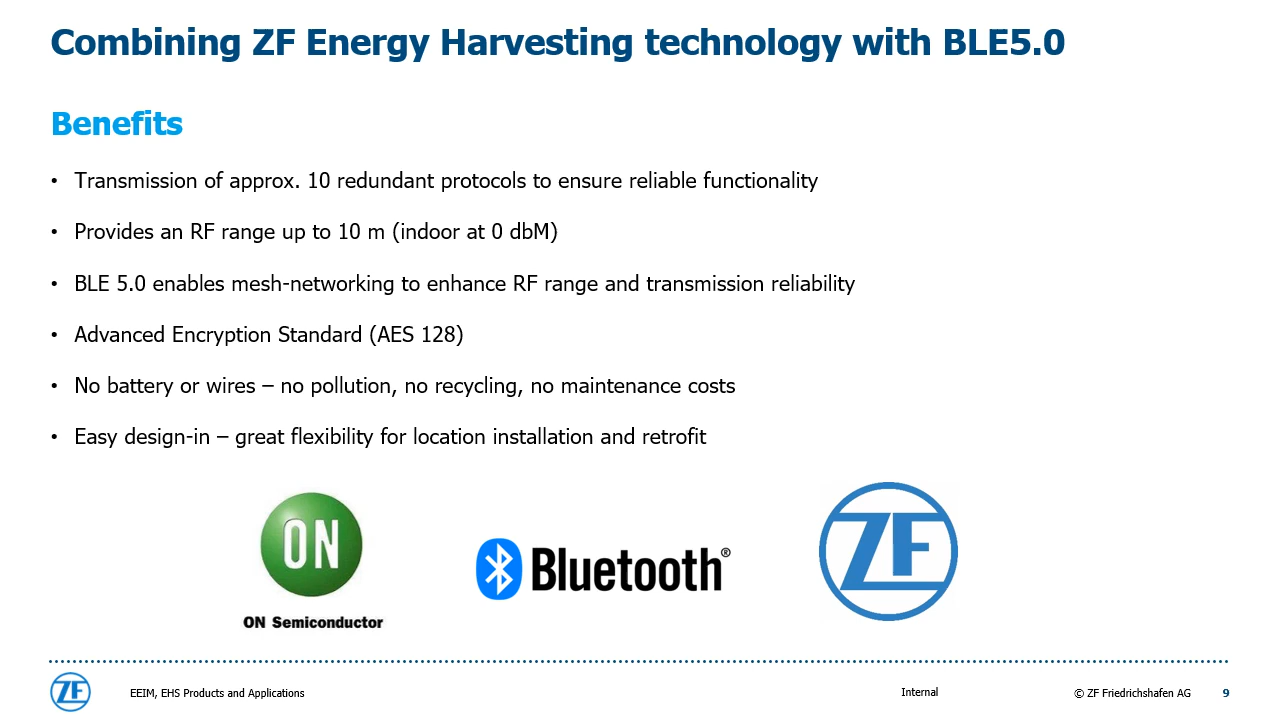 Combining ZF Energy Harvesting technology with BLE5.0
Benefits
• Transmission of approx. 10 redundant protocols to ensure reliable functionality
• Provides an RF range up to 10 m (indoor at 0 dbM)
• BLE 5.0 enables mesh-networking to enhance RF range and transmission reliability
• Advanced Encryption Standard (AES 128)
• No battery or wires – no pollution, no recycling, no maintenance costs
• Easy design-in – great flexibility for location installation and retrofit
ON
ON Semiconductor
Bluetooth®
ZF
ZF
EEIM, EHS Products and Applications
Internal
© ZF Friedrichshafen AG
9